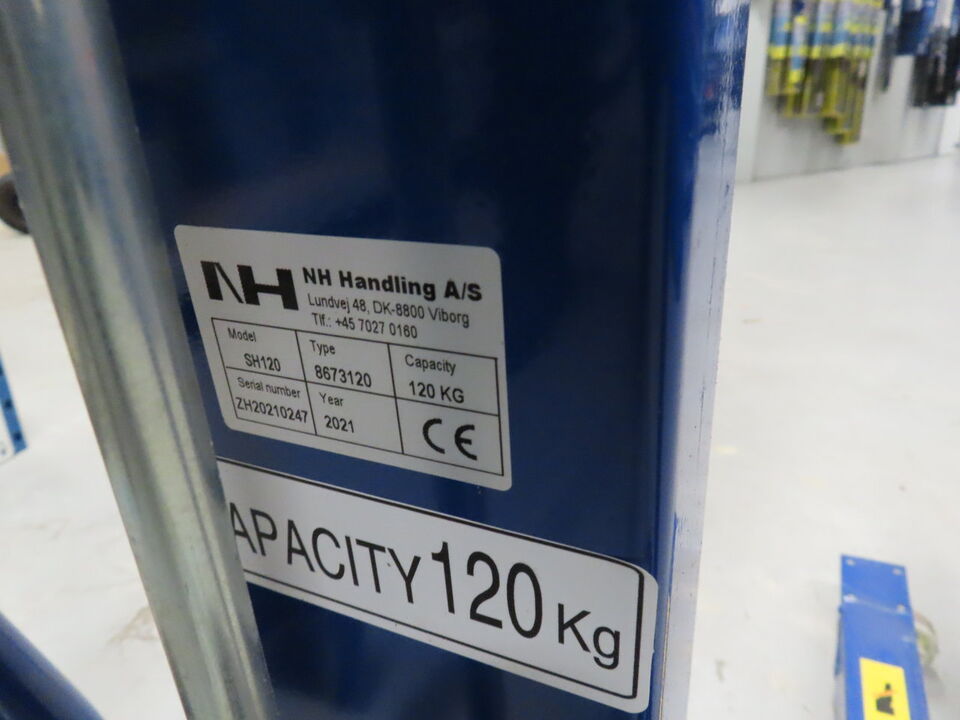 NH NH Handling A/S
Lundvej 48, DK-8800 Viborg
Tlf.: +45 7027 0160
Model
SH120
Type
8673120
Capacity
120 KG
Serial number
ZH20210247
Year
2021
CE
APACITY 120 Kg
A.